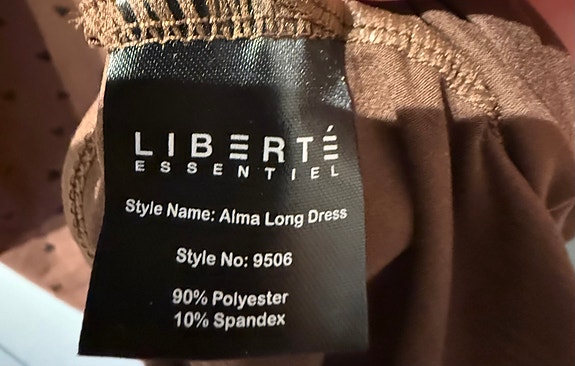 LIBERTÉ
ESSENTIEL
Style Name: Alma Long Dress
Style No: 9506
90% Polyester
10% Spandex